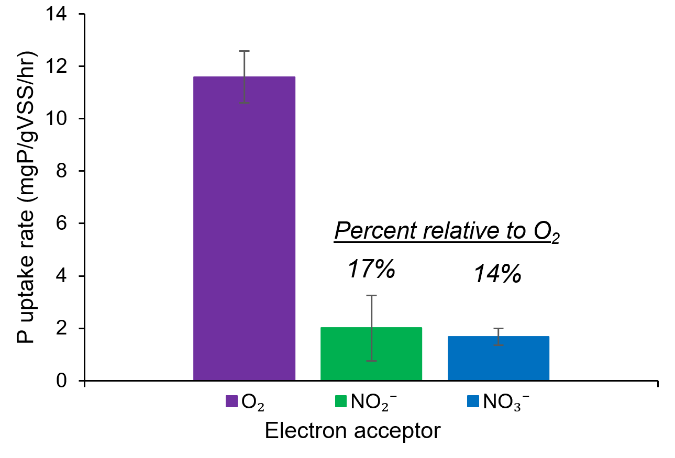 14
12
10
8
6
4
2
0
P uptake rate (mgP/gVSS/hr)
Percent relative to O₂
17% 14%
O₂ NO₂⁻ NO₃⁻
Electron acceptor